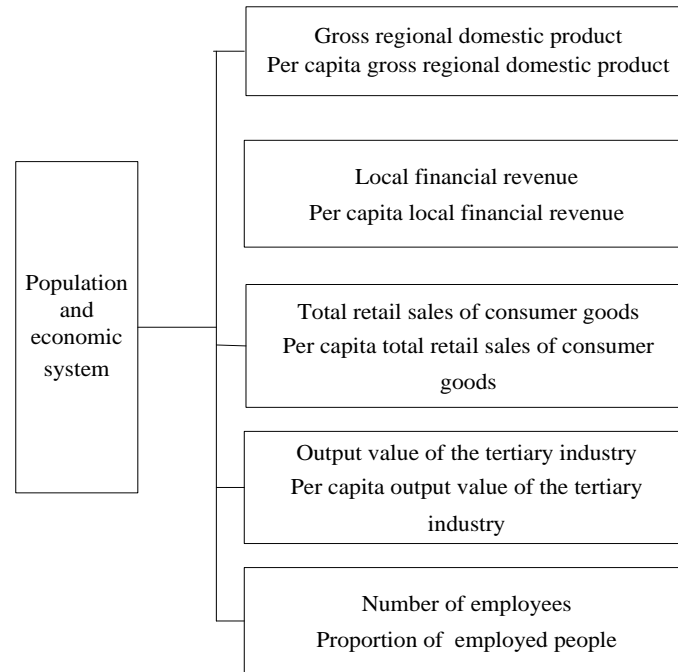 Gross regional domestic product
Per capita gross regional domestic product
Local financial revenue
Per capita local financial revenue
Population
and
economic
system
Total retail sales of consumer goods
Per capita total retail sales of consumer
goods
Output value of the tertiary industry
Per capita output value of the tertiary
industry
Number of employees
Proportion of employed people